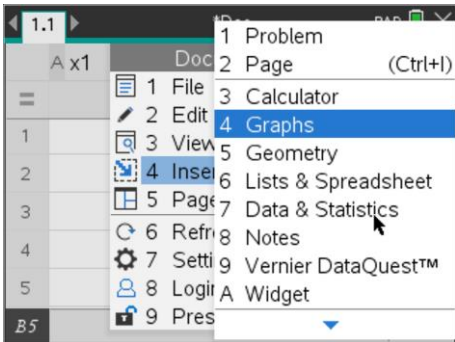 1.1
RAD
A x1
Doc
1 File
2 Edit
3 View
4 Inser
5 Page
6 Refr
7 Setti
8 Login
9 Pres
1 Problem
2 Page (Ctrl+I)
3 Calculator
4 Graphs
5 Geometry
6 Lists & Spreadsheet
7 Data & Statistics
8 Notes
9 Vernier DataQuest™
A Widget
=
1
2
3
4
5
B5